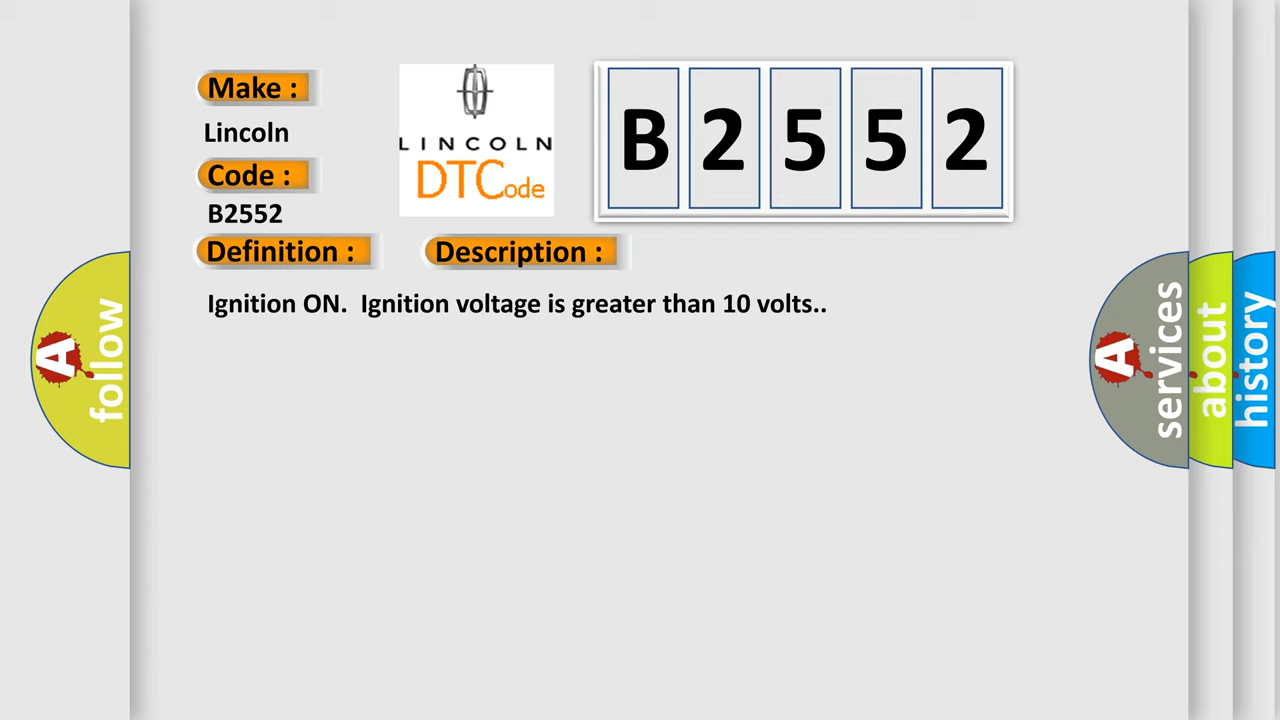 Make :
Lincoln
Code :
B2552
Definition :
Description :
Ignition ON. Ignition voltage is greater than 10 volts..
LINCOLN
DTCode
B 2 5 5 2
A follow
A services
about
history